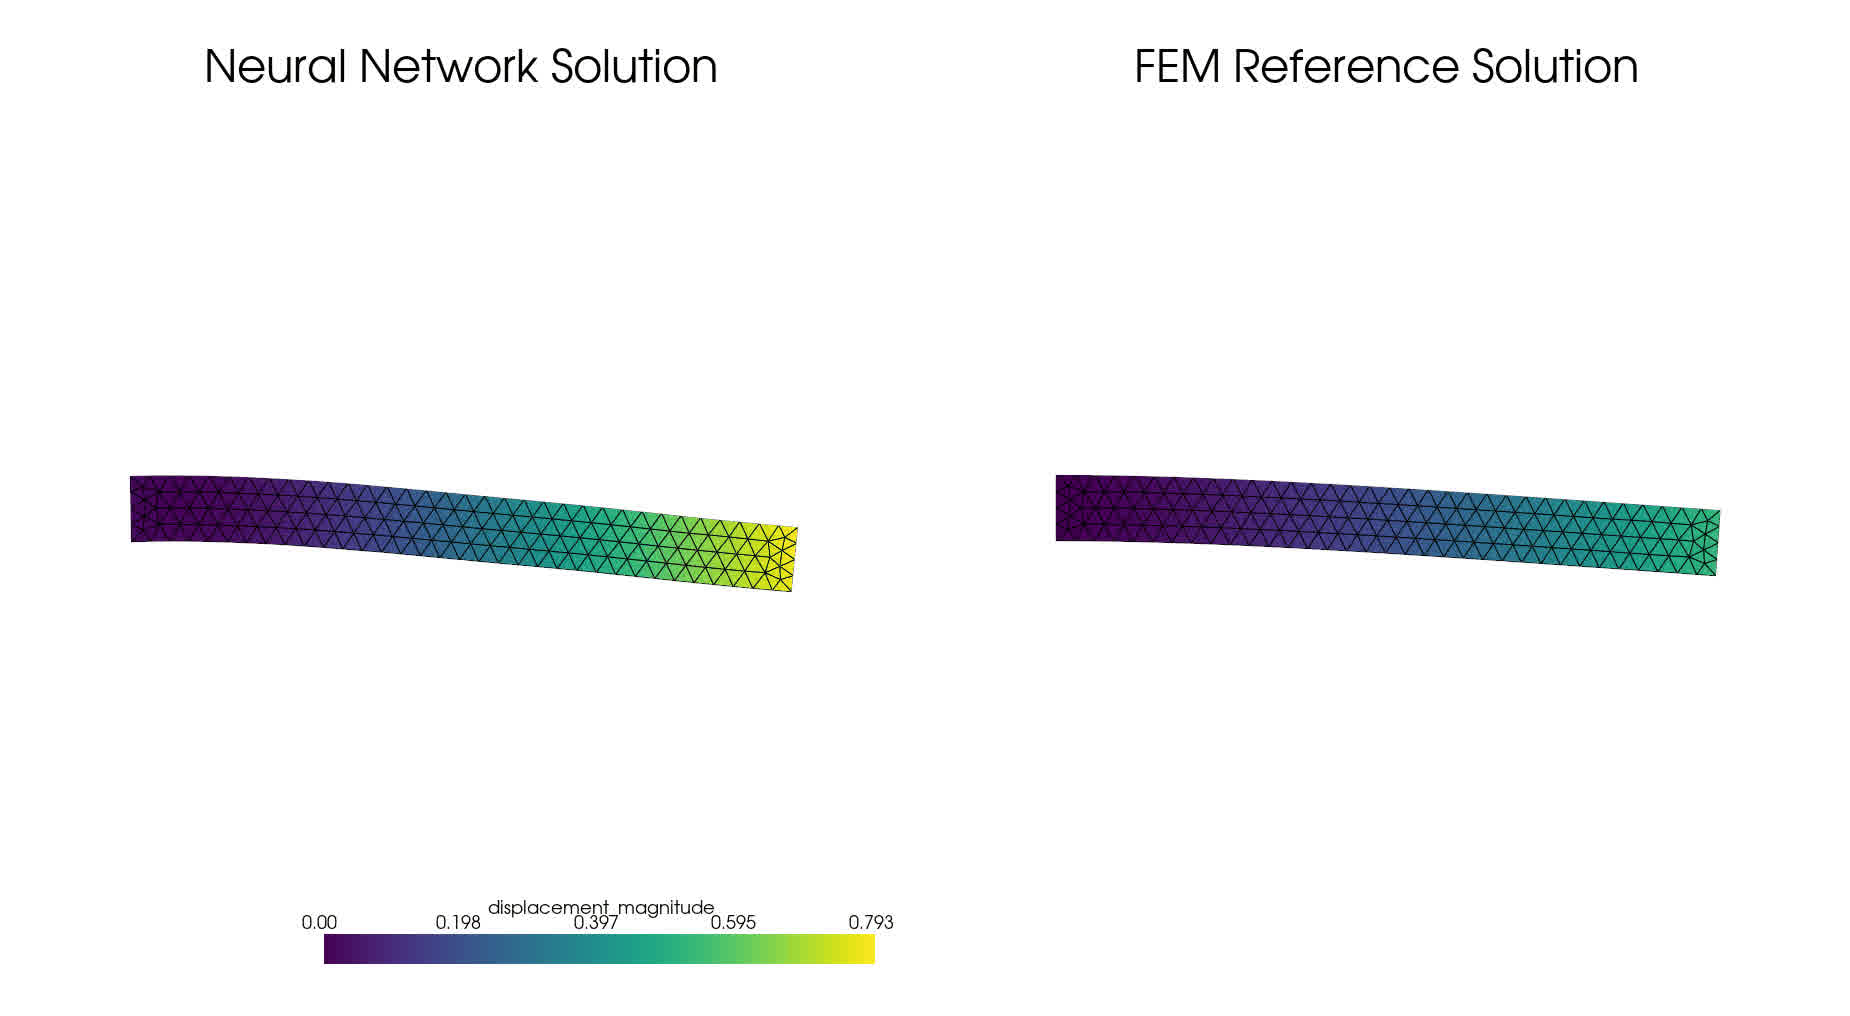 Neural Network Solution
FEM Reference Solution
displacement_magnitude
0.00 0.198 0.397 0.595 0.793